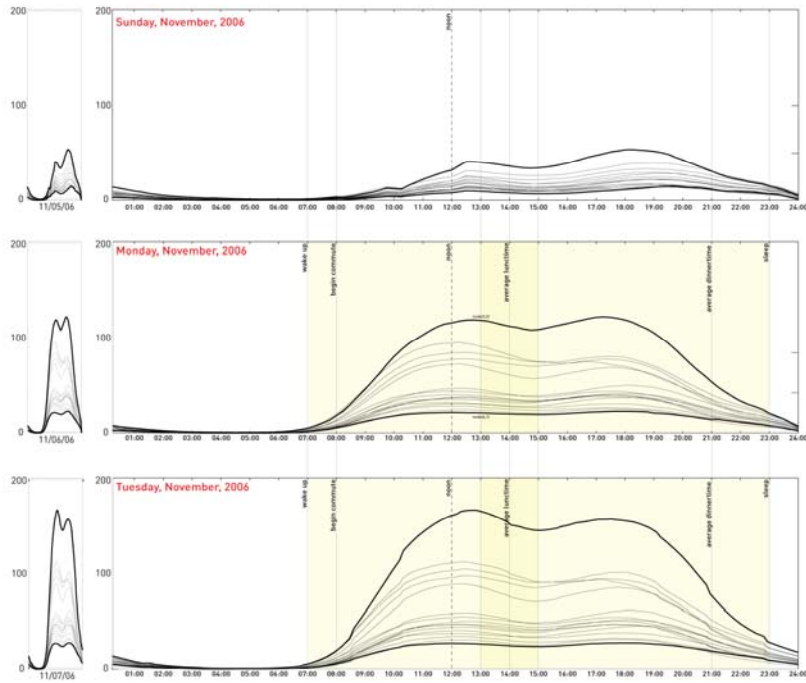 200
100
0
11/05/06
200
100
0
Sunday, November, 2006
noon
01:00 02:00 03:00 04:00 05:00 06:00 07:00 08:00 09:00 10:00 11:00 12:00 13:00 14:00 15:00 16:00 17:00 18:00 19:00 20:00 21:00 22:00 23:00 24:00
200
100
0
11/06/06
200
100
0
Monday, November, 2006
wake up
begin commute
noon
average lunctime
average dinnertime
sleep
01:00 02:00 03:00 04:00 05:00 06:00 07:00 08:00 09:00 10:00 11:00 12:00 13:00 14:00 15:00 16:00 17:00 18:00 19:00 20:00 21:00 22:00 23:00 24:00
200
100
0
11/07/06
200
100
0
Tuesday, November, 2006
wake up
begin commute
noon
average lunctime
average dinnertime
sleep
01:00 02:00 03:00 04:00 05:00 06:00 07:00 08:00 09:00 10:00 11:00 12:00 13:00 14:00 15:00 16:00 17:00 18:00 19:00 20:00 21:00 22:00 23:00 24:00